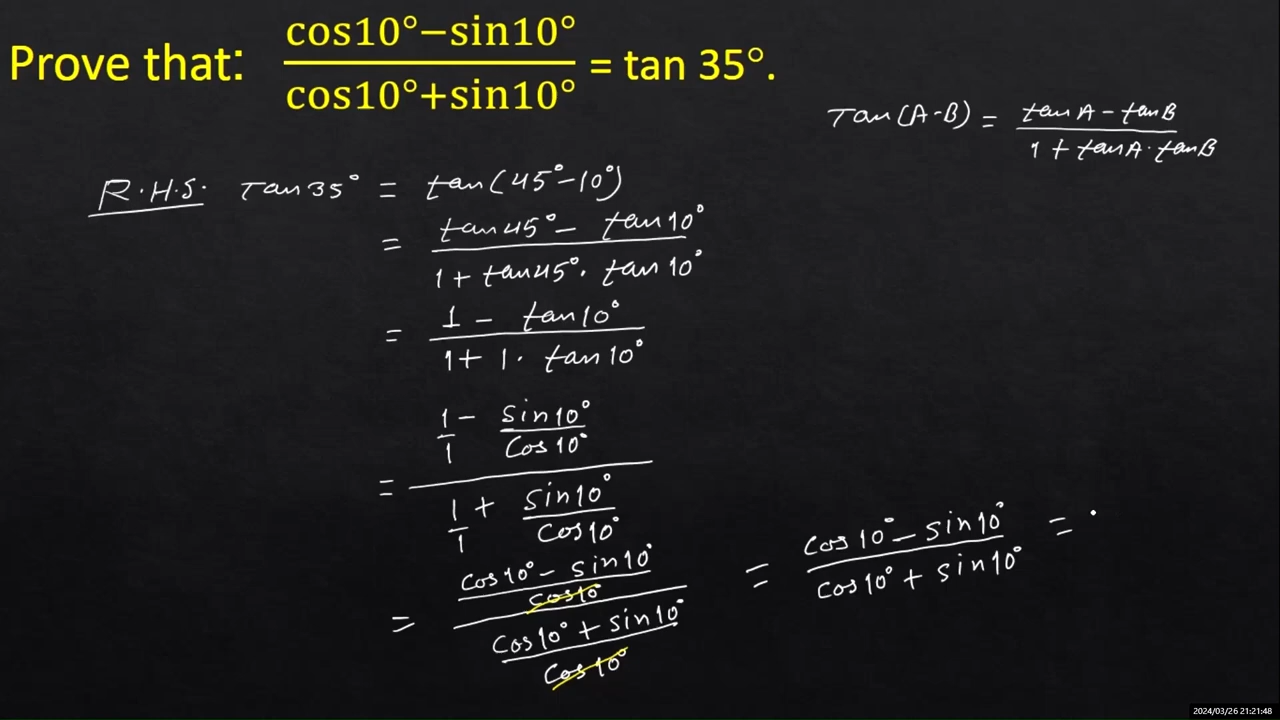 Prove that: cos10°−sin10° / cos10°+sin10° = tan 35°.
Tan(A-B) = tanA - tanB / 1 + tanA · tanB
R.H.S. Tan35° = tan(45°-10°)
= tan45° - tan10° / 1 + tan45° · tan10°
= 1 - tan10° / 1 + 1 · tan10°
= 1/1 - sin10°/cos10° / 1/1 + sin10°/cos10°
= cos10° - sin10° / cos10° / cos10° + sin10° / cos10° = cos10° - sin10° / cos10° + sin10° =
2024/03/26 21:21:48